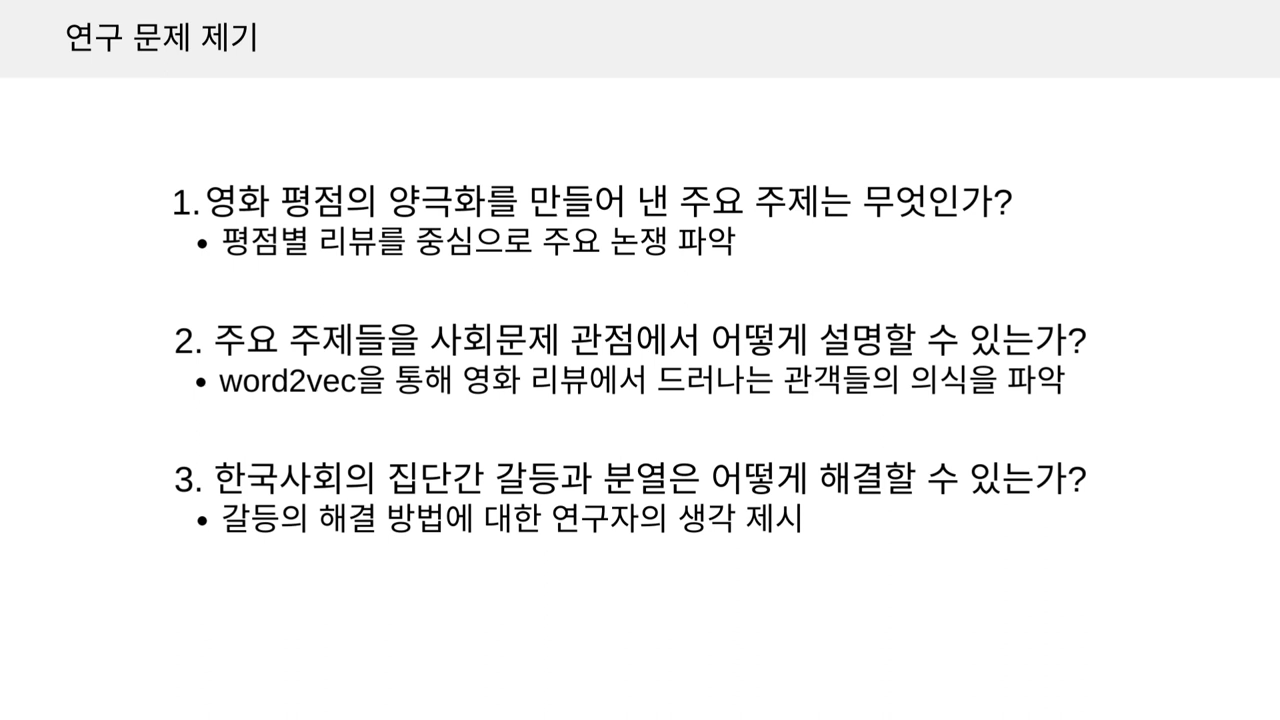 연구 문제 제기
1. 영화 평점의 양극화를 만들어 낸 주요 주제는 무엇인가?
• 평점별 리뷰를 중심으로 주요 논쟁 파악
2. 주요 주제들을 사회문제 관점에서 어떻게 설명할 수 있는가?
• word2vec을 통해 영화 리뷰에서 드러나는 관객들의 의식을 파악
3. 한국사회의 집단간 갈등과 분열은 어떻게 해결할 수 있는가?
• 갈등의 해결 방법에 대한 연구자의 생각 제시